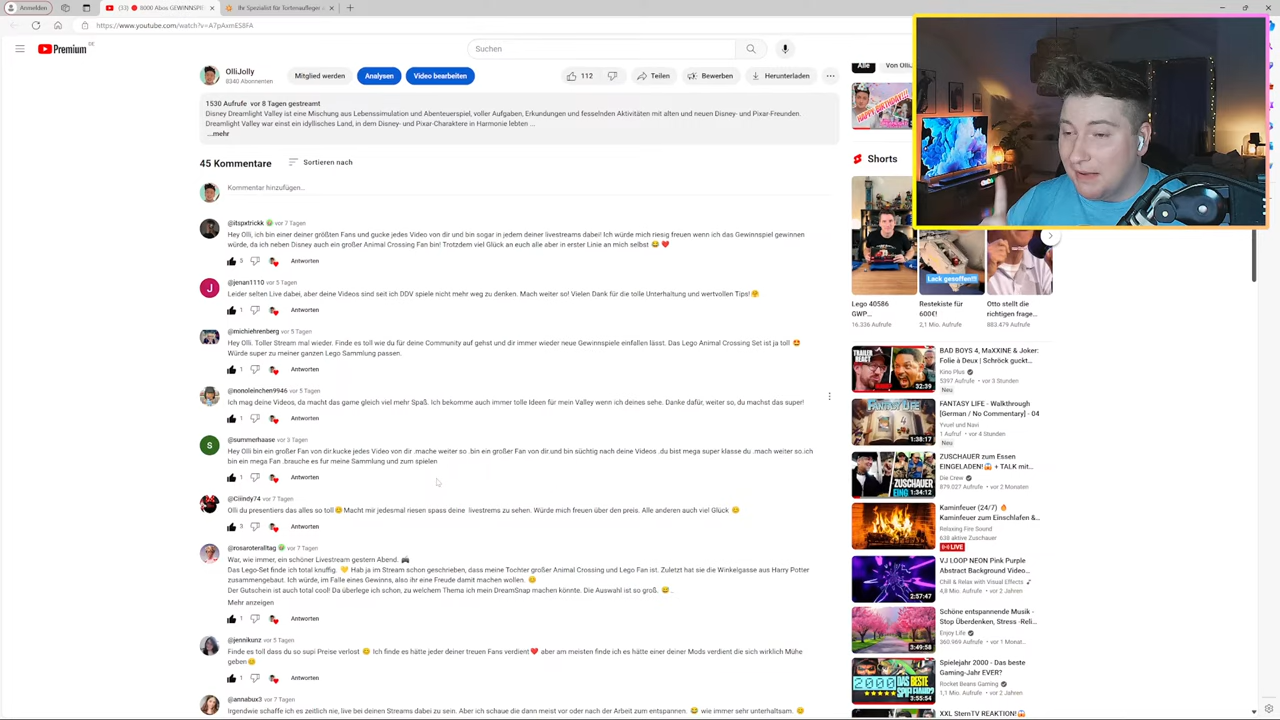 Anmelden
(33) 🔴 8000 Abos GEWINNSPI
Ihr Spezialist für Tortenaufleger
https://www.youtube.com/watch?v=A7pAxmES8FA
Premium DE
Suchen
OlliJolly
8340 Abonnenten
Mitglied werden
Analysen
Video bearbeiten
112
Teilen
Bewerben
Herunterladen
Alle
1530 Aufrufe vor 8 Tagen gestreamt
Disney Dreamlight Valley ist eine Mischung aus Lebenssimulation und Abenteuerspiel, voller Aufgaben, Erkundungen und fesselnden Aktivitäten mit alten und neuen Disney- und Pixar-Freunden.
Dreamlight Valley war einst ein idyllisches Land, in dem Disney- und Pixar-Charaktere in Harmonie lebten ...
...mehr
45 Kommentare
Sortieren nach
Kommentar hinzufügen...
@itspxtrickk vor 7 Tagen
Hey Olli, ich bin einer deiner größten Fans und gucke jedes Video von dir und bin sogar in jedem deiner livestreams dabei! Ich würde mich riesig freuen wenn ich das Gewinnspiel gewinnen
würde, da ich neben Disney auch ein großer Animal Crossing Fan bin! Trotzdem viel Glück an euch alle aber in erster Linie an mich selbst 😂 ❤️
5
Antworten
J
@jenan1110 vor 5 Tagen
Leider selten Live dabei, aber deine Videos sind seit ich DDV spiele nicht mehr weg zu denken. Mach weiter so! Vielen Dank für die tolle Unterhaltung und wertvollen Tips!🤗
1
Antworten
@michiehrenberg vor 5 Tagen
Hey Olli. Toller Stream mal wieder. Finde es toll wie du für deine Community auf gehst und dir immer wieder neue Gewinnspiele einfallen lässt. Das Lego Animal Crossing Set ist ja toll 🤩
Würde super zu meiner ganzen Lego Sammlung passen.
1
Antworten
@nonoleinchen9946 vor 5 Tagen
Ich mag deine Videos, da macht das game gleich viel mehr Spaß. Ich bekomme auch immer tolle Ideen für mein Valley wenn ich deines sehe. Danke dafür, weiter so, du machst das super!
1
Antworten
S
@summerhaase vor 3 Tagen
Hey Olli bin ein großer Fan von dir.kucke jedes Video von dir .mache weiter so .bin ein großer Fan von dir.und bin süchtig nach deine Videos .du bist mega super klasse du .mach weiter so.ich
bin ein mega Fan .brauche es fur meine Sammlung und zum spielen
1
Antworten
@Ciiindy74 vor 7 Tagen
Olli du presentiers das alles so toll😊Macht mir jedesmal riesen spass deine livestrems zu sehen. Würde mich freuen über den preis. Alle anderen auch viel Glück 😊
3
Antworten
@rosaroteralltag vor 7 Tagen
War, wie immer, ein schöner Livestream gestern Abend. 🎮
Das Lego-Set finde ich total knuffig. 💛 Hab ja im Stream schon geschrieben, dass meine Tochter großer Animal Crossing und Lego Fan ist. Zuletzt hat sie die Winkelgasse aus Harry Potter
zusammengebaut. Ich würde, im Falle eines Gewinns, also ihr eine Freude damit machen wollen. 😊
Der Gutschein ist auch total cool! Da überlege ich schon, zu welchem Thema ich mein DreamSnap machen könnte. Die Auswahl ist so groß. 😅..
Mehr anzeigen
1
Antworten
@jennikunz vor 5 Tagen
Finde es toll dass du so supi Preise verlost 😊 Ich finde es hätte jeder deiner treuen Fans verdient❤️ aber am meisten finde ich es hätte einer deiner Mods verdient die sich wirklich Mühe
geben😊
1
Antworten
@annabux3 vor 7 Tagen
Irgendwie schaffe ich es zeitlich nie, live bei deinen Streams dabei zu sein. Aber ich schaue die dann meist vor oder nach der Arbeit zum entspannen. 😂 wie immer sehr unterhaltsam. 😊
Shorts
Lack gesoffen!!
Lego 40586
GWP...
16.336 Aufrufe
Restekiste für
600€!
2,1 Mio. Aufrufe
Otto stellt die
richtigen frage...
883.479 Aufrufe
TRAILER
REACT
32:39
BAD BOYS 4, MaXXXINE & Joker:
Folie à Deux | Schröck guckt...
Kino Plus
5397 Aufrufe • vor 3 Stunden
Neu
1:38:17
FANTASY LIFE - Walkthrough
[German / No Commentary] - 04
Yvuel und Navi
1 Aufruf • vor 4 Stunden
Neu
ZUSCHAUER
EING
1:34:12
ZUSCHAUER zum Essen
EINGELADEN!😱 + TALK mit...
Die Crew
879.027 Aufrufe • vor 2 Monaten
Kaminfeuer (24/7) 🔥
Kaminfeuer zum Einschlafen &...
Relaxing Fire Sound
638 aktive Zuschauer
LIVE
2:57:47
VJ LOOP NEON Pink Purple
Abstract Background Video...
Chill & Relax with Visual Effects
4,8 Mio. Aufrufe • vor 2 Jahren
3:49:58
Schöne entspannende Musik -
Stop Überdenken, Stress -Reli...
Enjoy Life
360.969 Aufrufe • vor 1 Monat...
2000 DAS BESTE
SPIELEJAHR
3:55:54
Spielejahr 2000 - Das beste
Gaming-Jahr EVER?
Rocket Beans Gaming
1,1 Mio. Aufrufe • vor 2 Jahren
XXL SternTV REAKTION!😱